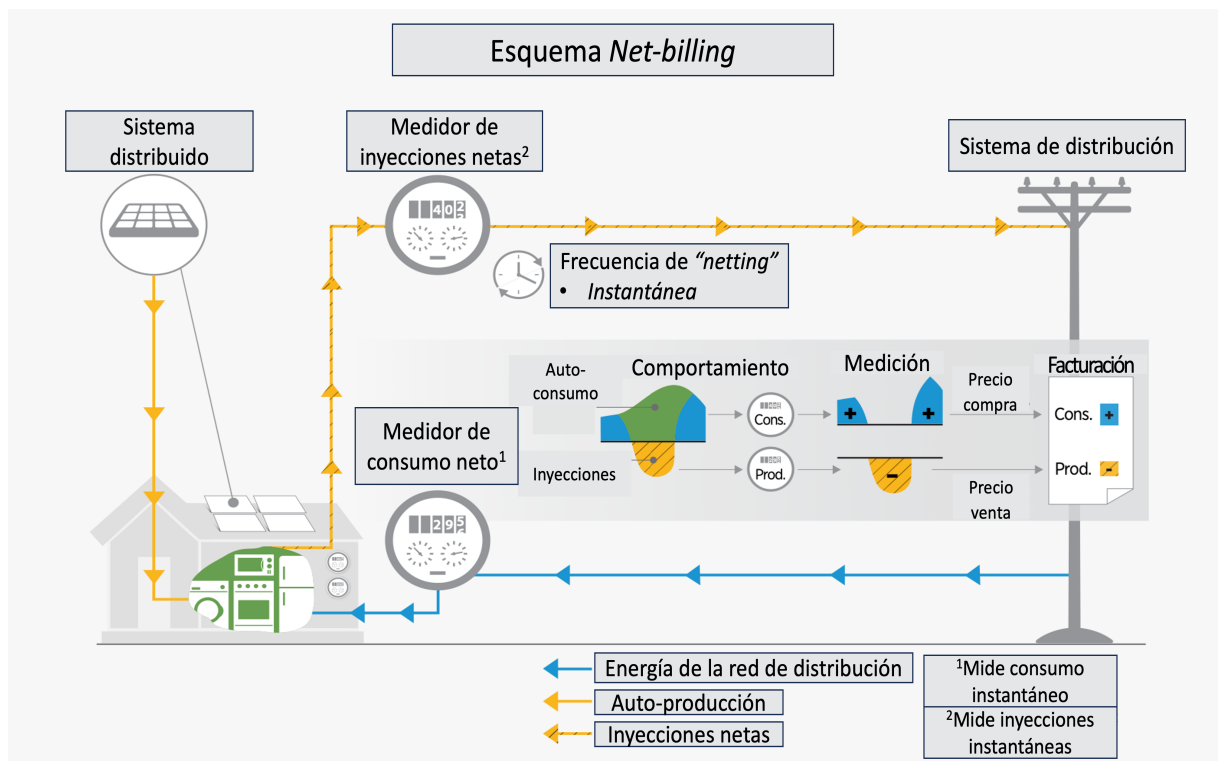 Esquema Net-billing
Sistema
distribuido
Medidor de
inyecciones netas²
Sistema de distribución
402
Frecuencia de “netting”
• Instantánea
Comportamiento
Medición
Facturación
Auto-
consumo
Precio
compra
Cons.
+
+
Cons. +
Medidor de
consumo neto¹
Inyecciones
Prod.
-
Prod. -
Precio
venta
295
Energía de la red de distribución
Auto-producción
Inyecciones netas
¹Mide consumo
instantáneo
²Mide inyecciones
instantáneas